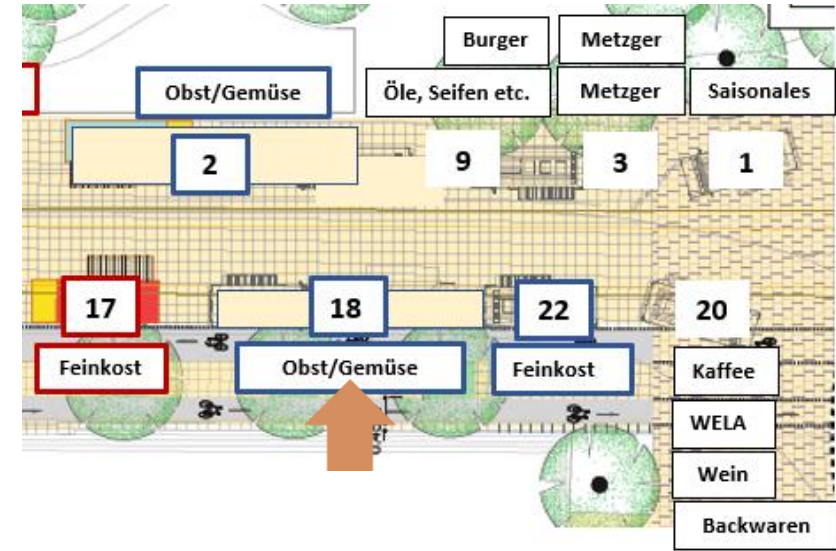 Burger
Metzger
Obst/Gemüse
Öle, Seifen etc.
Metzger
Saisonales
2
9
3
1
17
18
22
20
Feinkost
Obst/Gemüse
Feinkost
Kaffee
WELA
Wein
Backwaren